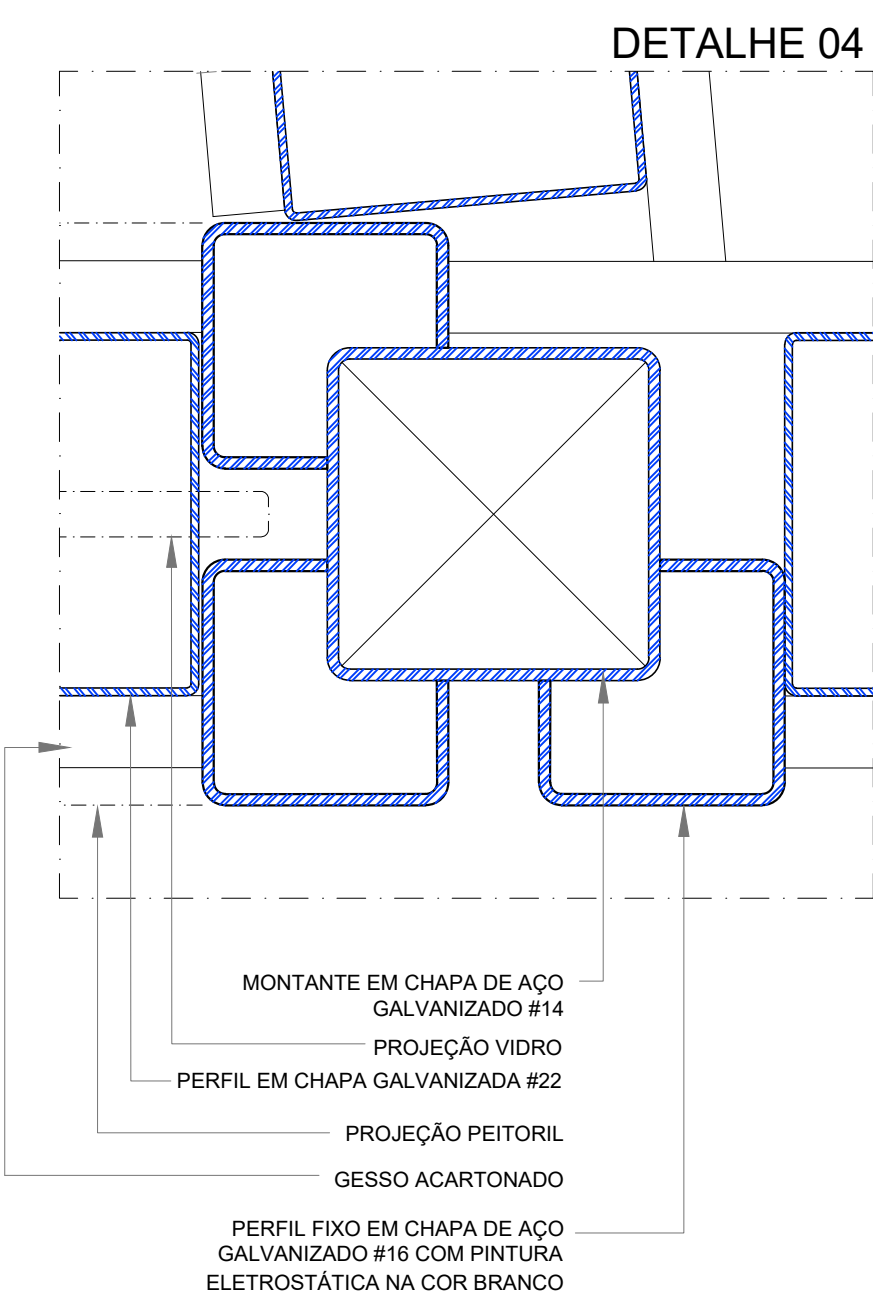 DETALHE 04
MONTANTE EM CHAPA DE AÇO
GALVANIZADO #14
PROJEÇÃO VIDRO
PERFIL EM CHAPA GALVANIZADA #22
PROJEÇÃO PEITORIL
GESSO ACARTONADO
PERFIL FIXO EM CHAPA DE AÇO
GALVANIZADO #16 COM PINTURA
ELETROSTÁTICA NA COR BRANCO